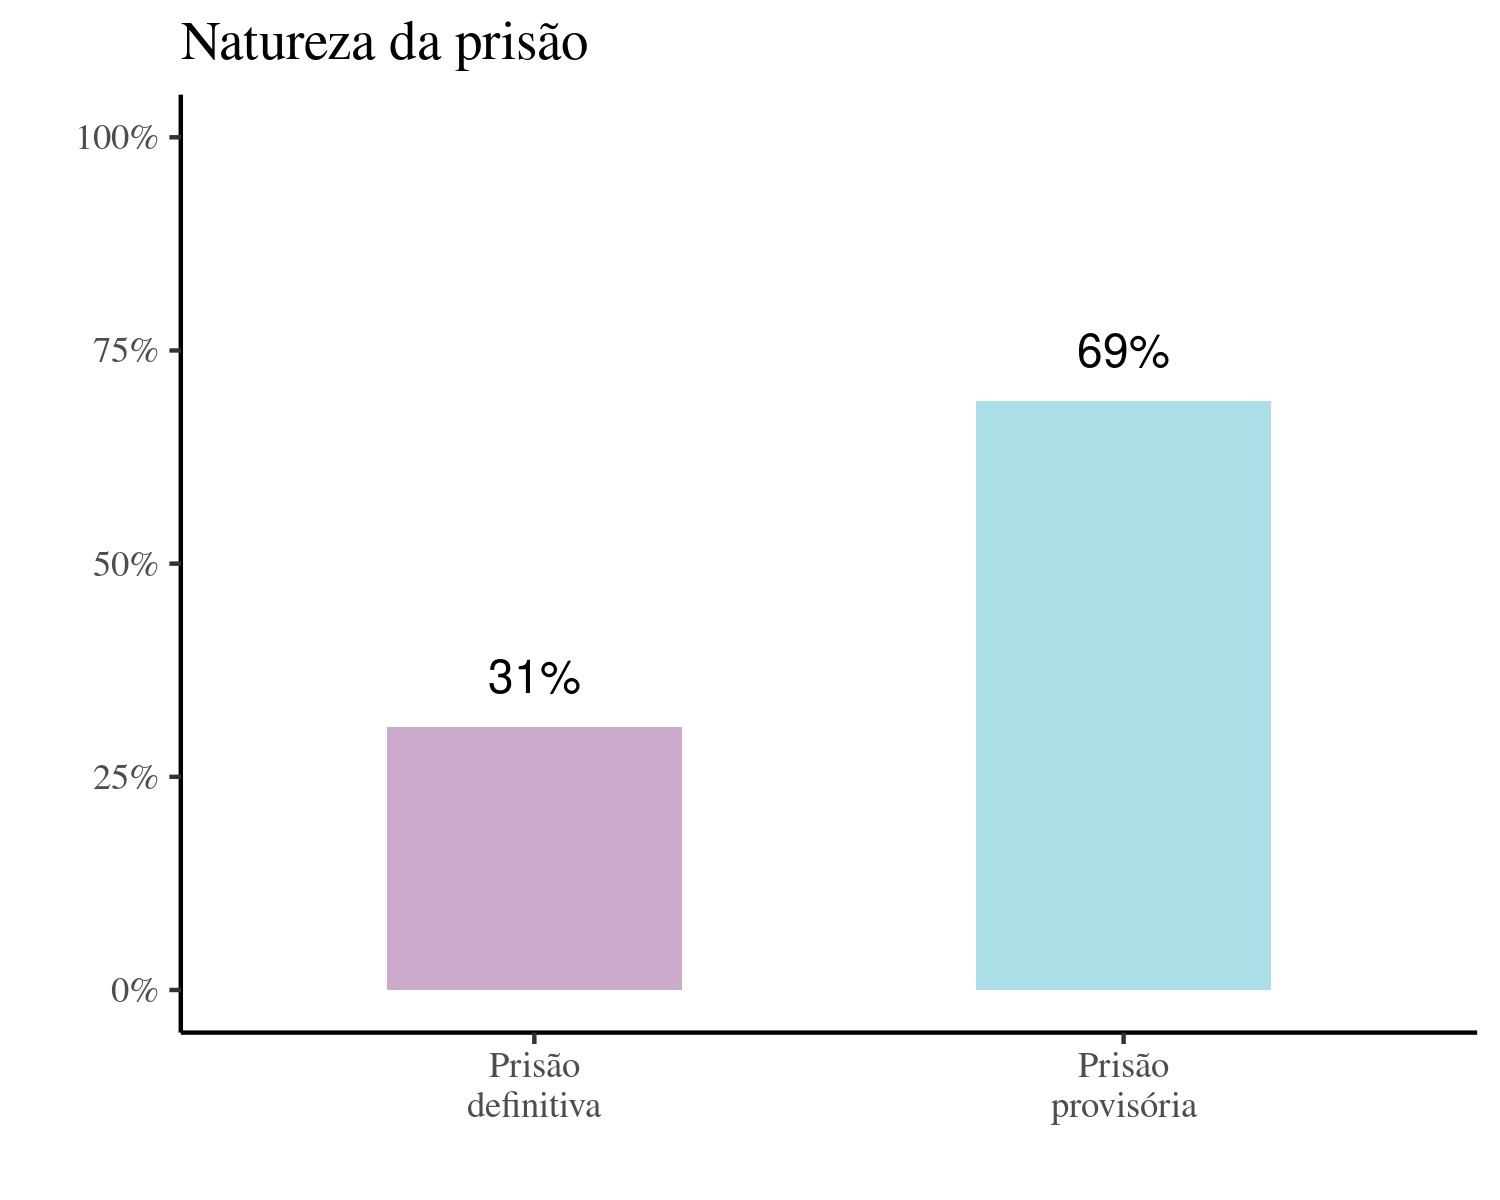 Natureza da prisão
100%
75%
69%
50%
31%
25%
0%
Prisão
definitiva
Prisão
provisória